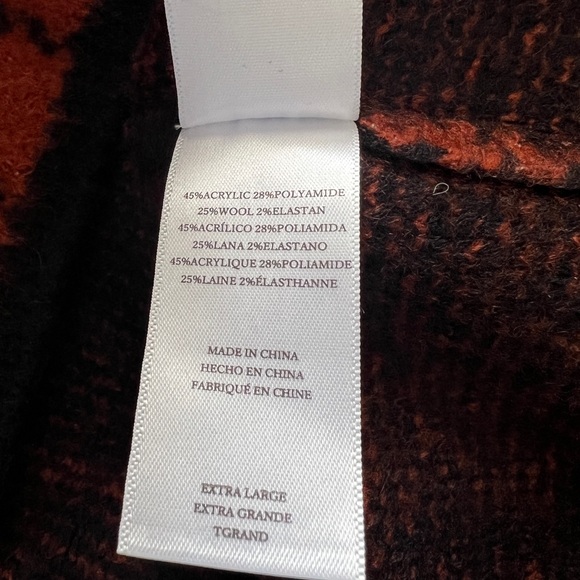 45%ACRYLIC 28%POLYAMIDE
25%WOOL 2%ELASTAN
45%ACRÍLICO 28%POLIAMIDA
25%LANA 2%ELASTANO
45%ACRYLIQUE 28%POLIAMIDE
25%LAINE 2%ÉLASTHANNE
MADE IN CHINA
HECHO EN CHINA
FABRIQUÉ EN CHINE
EXTRA LARGE
EXTRA GRANDE
TGRAND